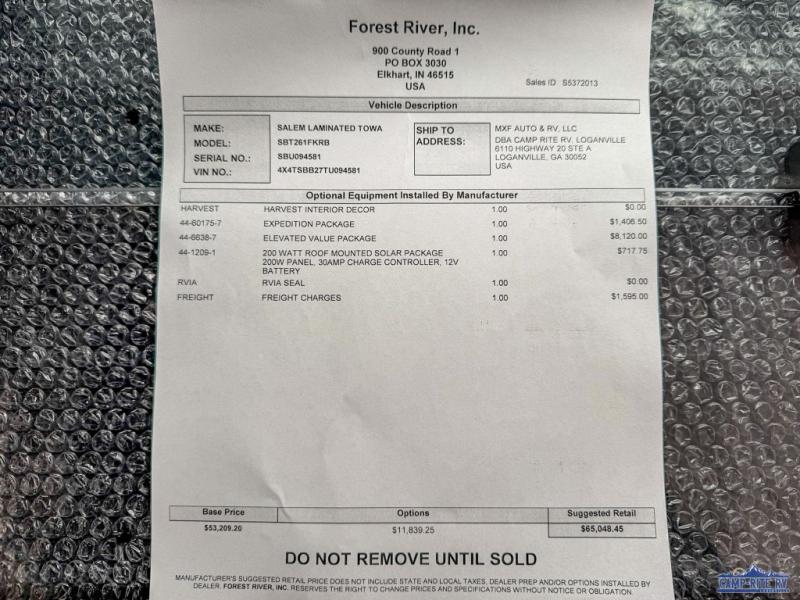 Forest River, Inc.
900 County Road 1
PO BOX 3030
Elkhart, IN 46515
USA
Sales ID S5372013
Vehicle Description
MAKE: SALEM LAMINATED TOWA
MODEL: SBT261FKRB
SERIAL NO.: SBU094581
VIN NO.: 4X4TSBB27TU094581
SHIP TO ADDRESS:
MXF AUTO & RV, LLC
DBA CAMP RITE RV, LOGANVILLE
6110 HIGHWAY 20 STE A
LOGANVILLE, GA 30052
USA
Optional Equipment Installed By Manufacturer
HARVEST HARVEST INTERIOR DECOR 1.00 $0.00
44-60175-7 EXPEDITION PACKAGE 1.00 $1,406.50
44-6638-7 ELEVATED VALUE PACKAGE 1.00 $8,120.00
44-1209-1 200 WATT ROOF MOUNTED SOLAR PACKAGE 1.00 $717.75
200W PANEL, 30AMP CHARGE CONTROLLER, 12V
BATTERY
RVIA RVIA SEAL 1.00 $0.00
FREIGHT FREIGHT CHARGES 1.00 $1,595.00
Base Price Options Suggested Retail
$53,209.20 $11,839.25 $65,048.45
DO NOT REMOVE UNTIL SOLD
MANUFACTURER'S SUGGESTED RETAIL PRICE DOES NOT INCLUDE STATE AND LOCAL TAXES, DEALER PREP AND/OR OPTIONS INSTALLED BY
DEALER. FOREST RIVER, INC. RESERVES THE RIGHT TO CHANGE PRICES AND SPECIFICATIONS WITHOUT NOTICE OR OBLIGATION.
CAMP-RITE RV